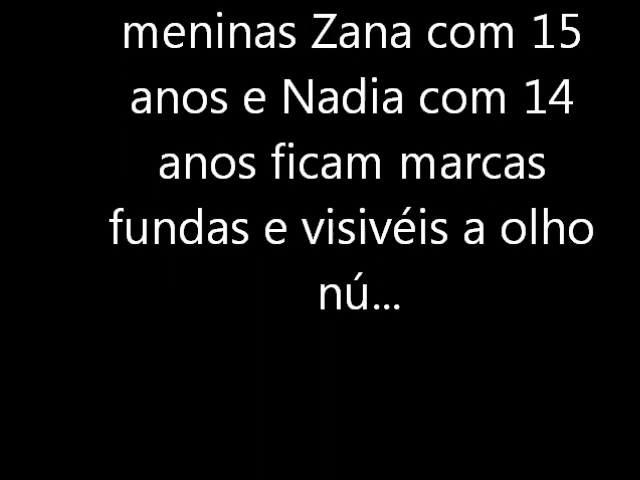 meninas Zana com 15
anos e Nadia com 14
anos ficam marcas
fundas e visivéis a olho
nú...